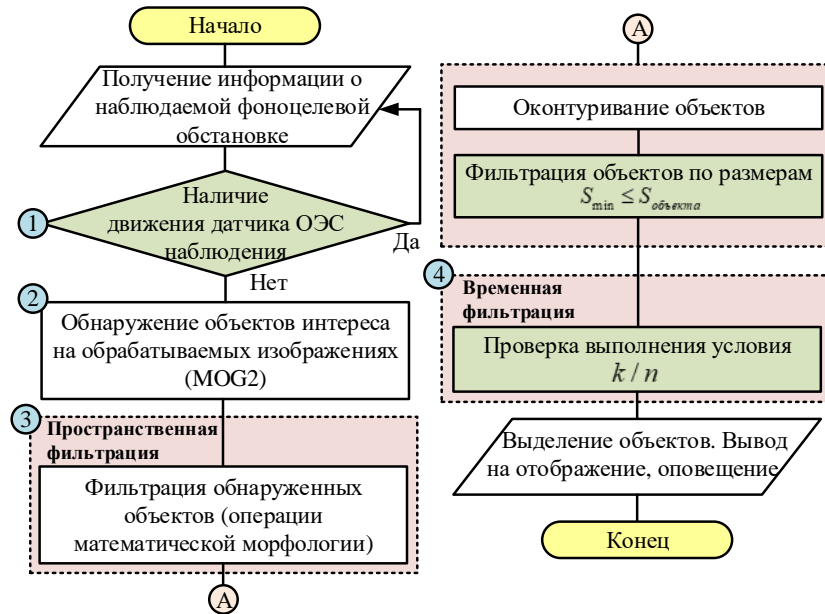 Начало
Получение информации о
наблюдаемой фоноцелевой
обстановке
1
Наличие
движения датчика ОЭС
наблюдения
Да
Нет
2
Обнаружение объектов интереса
на обрабатываемых изображениях
(MOG2)
3
Пространственная
фильтрация
Фильтрация обнаруженных
объектов (операции
математической морфологии)
А
А
Оконтуривание объектов
Фильтрация объектов по размерам
S_min ≤ S_объекта
4
Временная
фильтрация
Проверка выполнения условия
k / n
Выделение объектов. Вывод
на отображение, оповещение
Конец